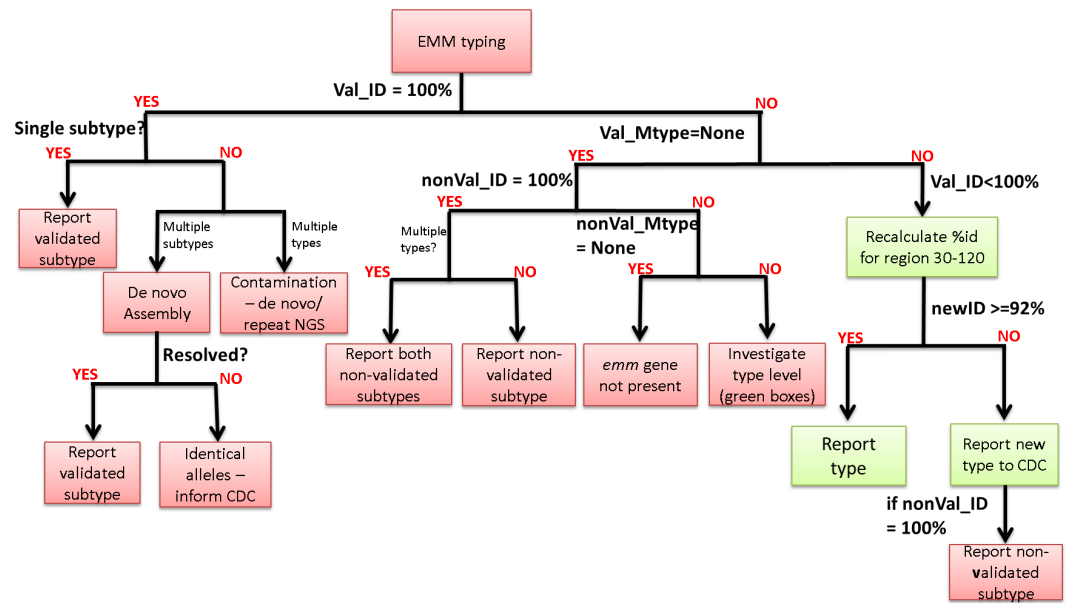 EMM typing
Val_ID = 100%
YES
NO
Single subtype?
Val_Mtype=None
YES
NO
YES
NO
nonVal_ID = 100%
Val_ID<100%
YES
NO
Report
validated
subtype
Multiple
subtypes
Multiple
types
Multiple
types?
nonVal_Mtype
= None
Recalculate %id
for region 30-120
YES
NO
YES
NO
De novo
Assembly
Contamination
– de novo/
repeat NGS
newID >=92%
Resolved?
Report both
non-validated
subtypes
Report non-
validated
subtype
emm gene
not present
Investigate
type level
(green boxes)
YES
NO
YES
NO
Report
validated
subtype
Identical
alleles –
inform CDC
Report
type
Report new
type to CDC
if nonVal_ID
= 100%
Report non-
validated
subtype